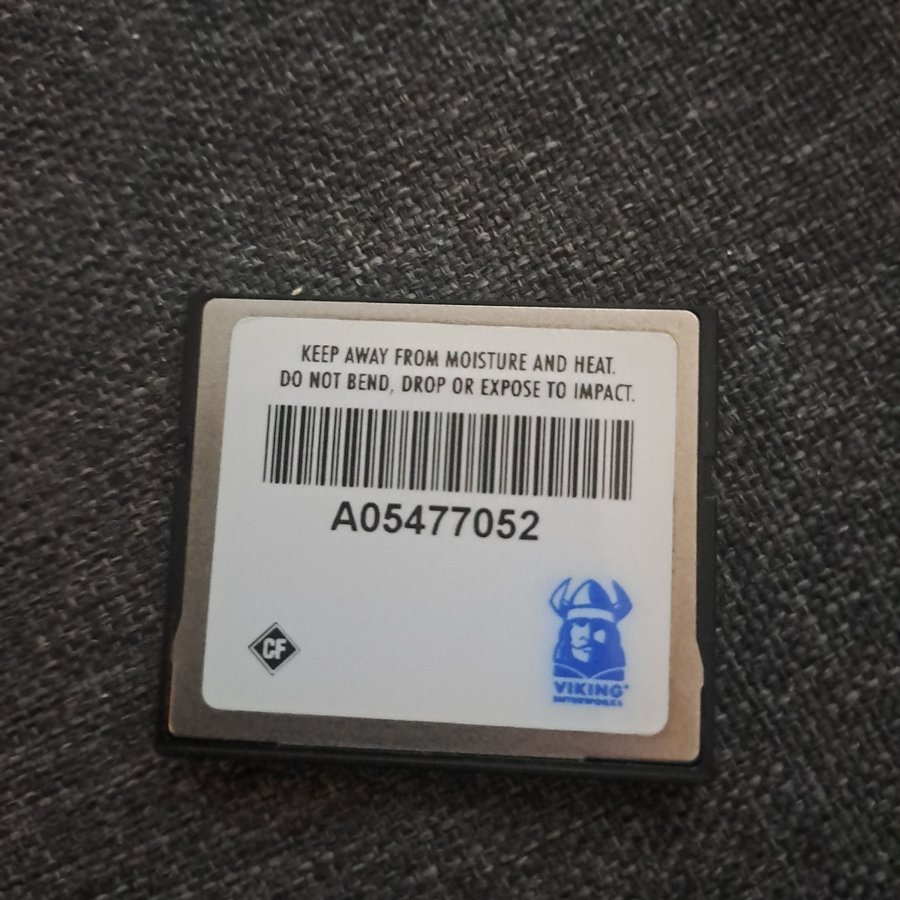 KEEP AWAY FROM MOISTURE AND HEAT.
DO NOT BEND, DROP OR EXPOSE TO IMPACT.
A05477052
CF
VIKING